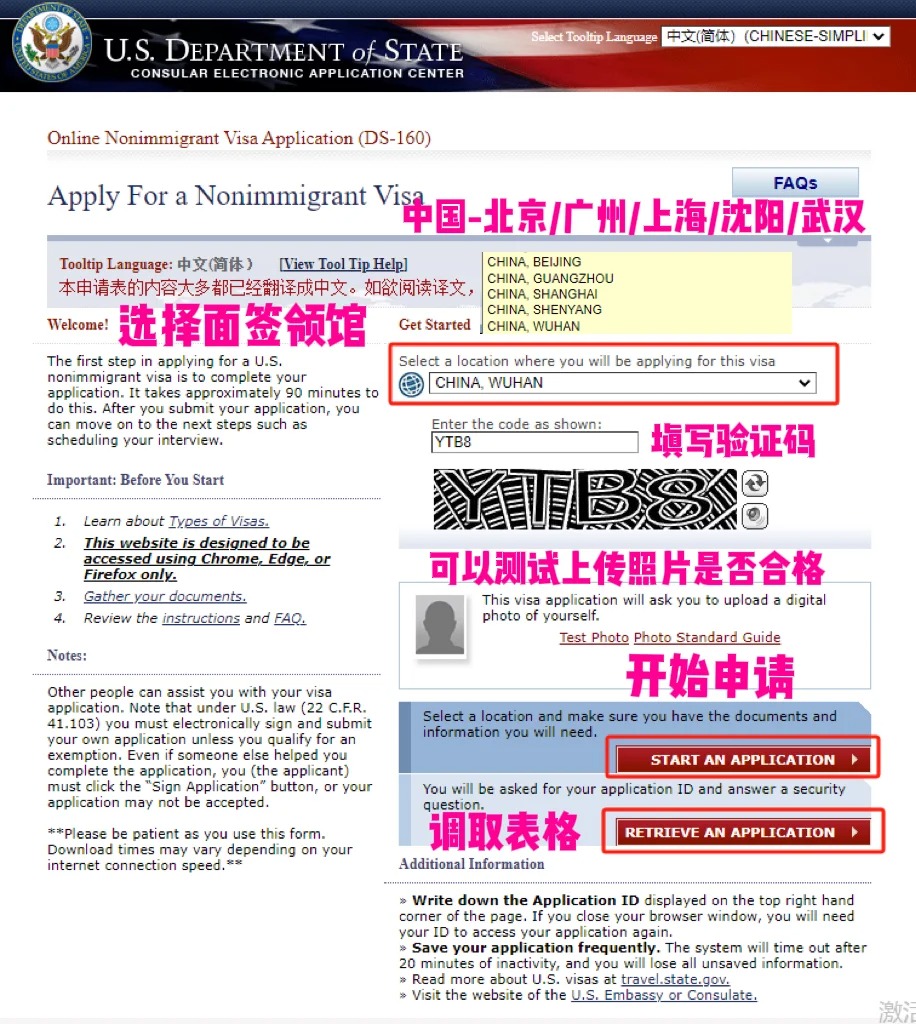 U.S. DEPARTMENT of STATE
CONSULAR ELECTRONIC APPLICATION CENTER
Select Tooltip Language 中文(简体) (CHINESE-SIMPLI
Online Nonimmigrant Visa Application (DS-160)
Apply For a Nonimmigrant Visa
FAQs
中国-北京/广州/上海/沈阳/武汉
Tooltip Language: 中文(简体) [View Tool Tip Help]
本申请表的内容大多都已经翻译成中文。如欲阅读译文，
CHINA, BEIJING
CHINA, GUANGZHOU
CHINA, SHANGHAI
CHINA, SHENYANG
CHINA, WUHAN
Welcome!
选择面签领馆
The first step in applying for a U.S.
nonimmigrant visa is to complete your
application. It takes approximately 90 minutes to
do this. After you submit your application, you
can move on to the next steps such as
scheduling your interview.
Important: Before You Start
1. Learn about Types of Visas.
2. This website is designed to be
accessed using Chrome, Edge, or
Firefox only.
3. Gather your documents.
4. Review the instructions and FAQ.
Notes:
Other people can assist you with your visa
application. Note that under U.S. law (22 C.F.R.
41.103) you must electronically sign and submit
your own application unless you qualify for an
exemption. Even if someone else helped you
complete the application, you (the applicant)
must click the “Sign Application” button, or your
application may not be accepted.
**Please be patient as you use this form.
Download times may vary depending on your
internet connection speed.**
Get Started
Select a location where you will be applying for this visa
CHINA, WUHAN
Enter the code as shown:
YTB8
填写验证码
YTB8
可以测试上传照片是否合格
This visa application will ask you to upload a digital
photo of yourself.
Test Photo Photo Standard Guide
开始申请
Select a location and make sure you have the documents and
information you will need.
START AN APPLICATION
You will be asked for your application ID and answer a security
question.
调取表格
RETRIEVE AN APPLICATION
Additional Information
» Write down the Application ID displayed on the top right hand
corner of the page. If you close your browser window, you will need
your ID to access your application again.
» Save your application frequently. The system will time out after
20 minutes of inactivity, and you will lose all unsaved information.
» Read more about U.S. visas at travel.state.gov.
» Visit the website of the U.S. Embassy or Consulate.
激活